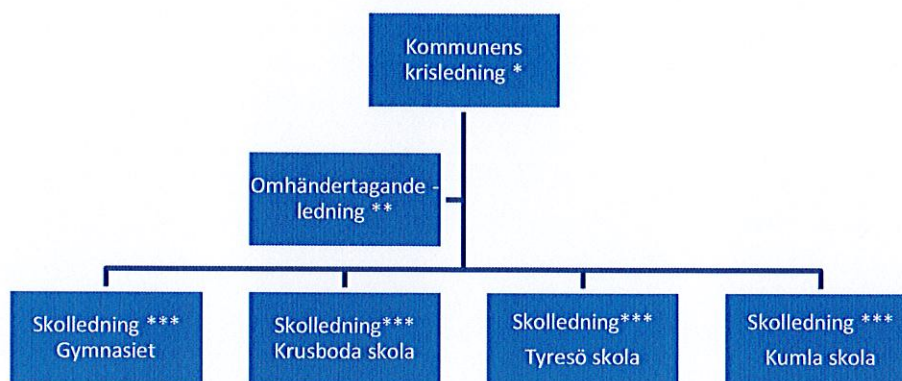 Kommunens
krisledning *
Omhändertagande -
ledning **
Skolledning ***
Gymnasiet
Skolledning***
Krusboda skola
Skolledning***
Tyresö skola
Skolledning ***
Kumla skola